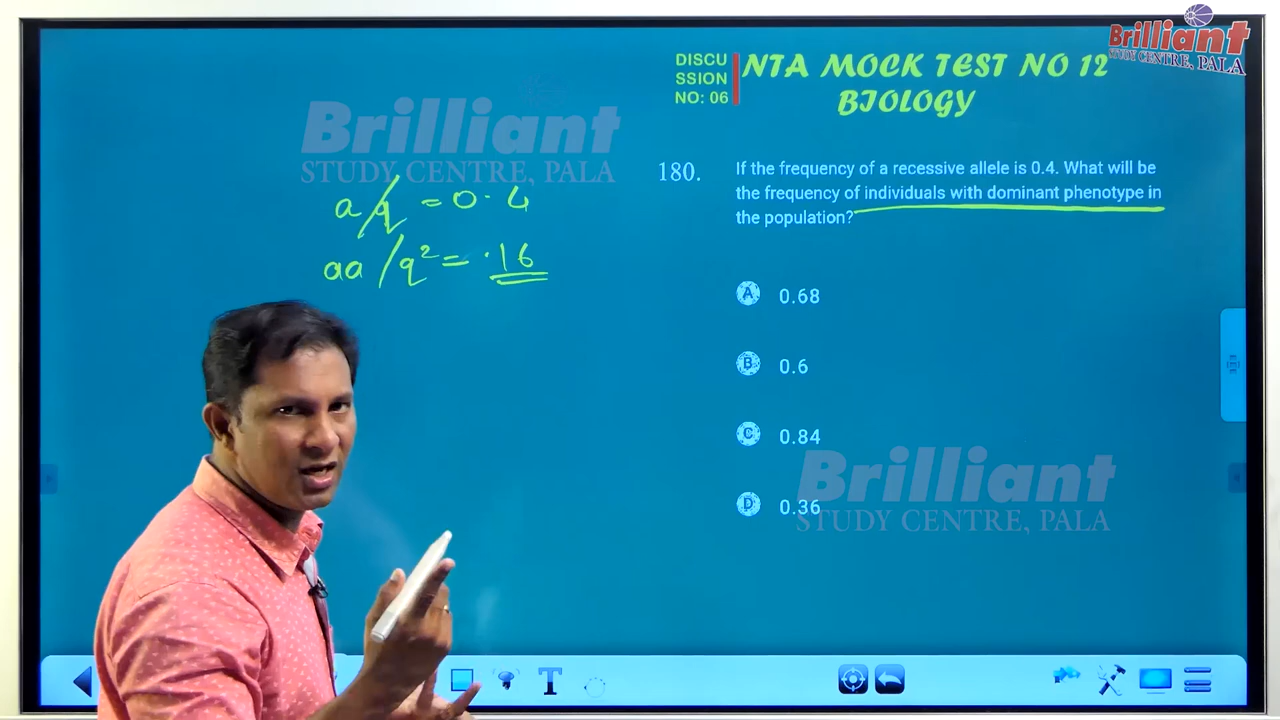 Brilliant
STUDY CENTRE, PALA
DISCU
SSION
NO: 06
NTA MOCK TEST NO 12
BIOLOGY
Brilliant
STUDY CENTRE, PALA
a/q = 0.4
aa/q² = .16
180.
If the frequency of a recessive allele is 0.4. What will be
the frequency of individuals with dominant phenotype in
the population?
A 0.68
B 0.6
C 0.84
D 0.36
Brilliant
STUDY CENTRE, PALA
T